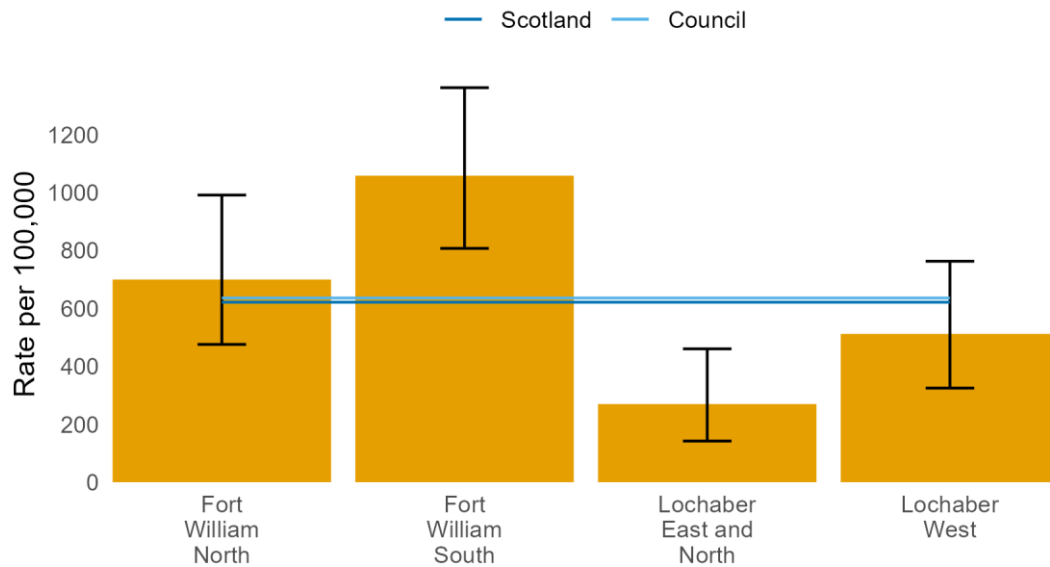 Scotland Council
Rate per 100,000
1200
1000
800
600
400
200
0
Fort
William
North
Fort
William
South
Lochaber
East and
North
Lochaber
West